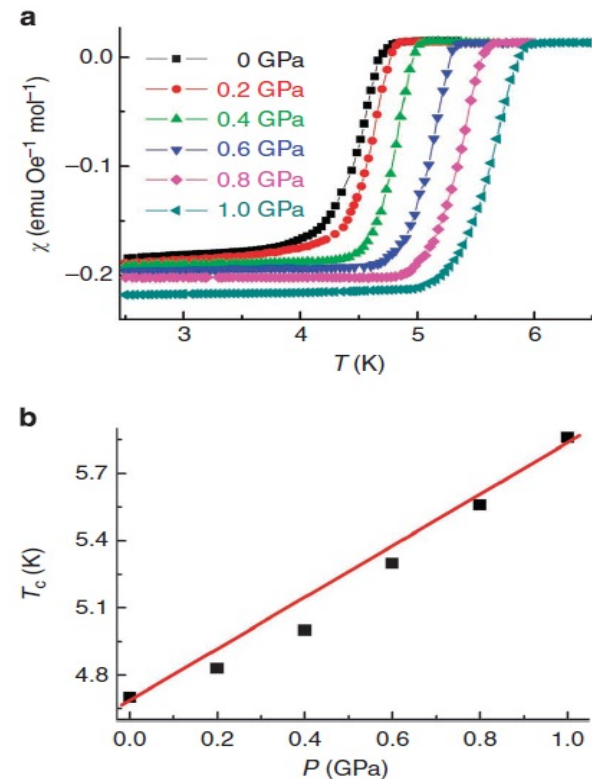 a
0.0
−0.1
−0.2
χ (emu Oe⁻¹ mol⁻¹)
0 GPa
0.2 GPa
0.4 GPa
0.6 GPa
0.8 GPa
1.0 GPa
3 4 5 6
T (K)
b
5.7
5.4
5.1
4.8
Tc (K)
0.0 0.2 0.4 0.6 0.8 1.0
P (GPa)